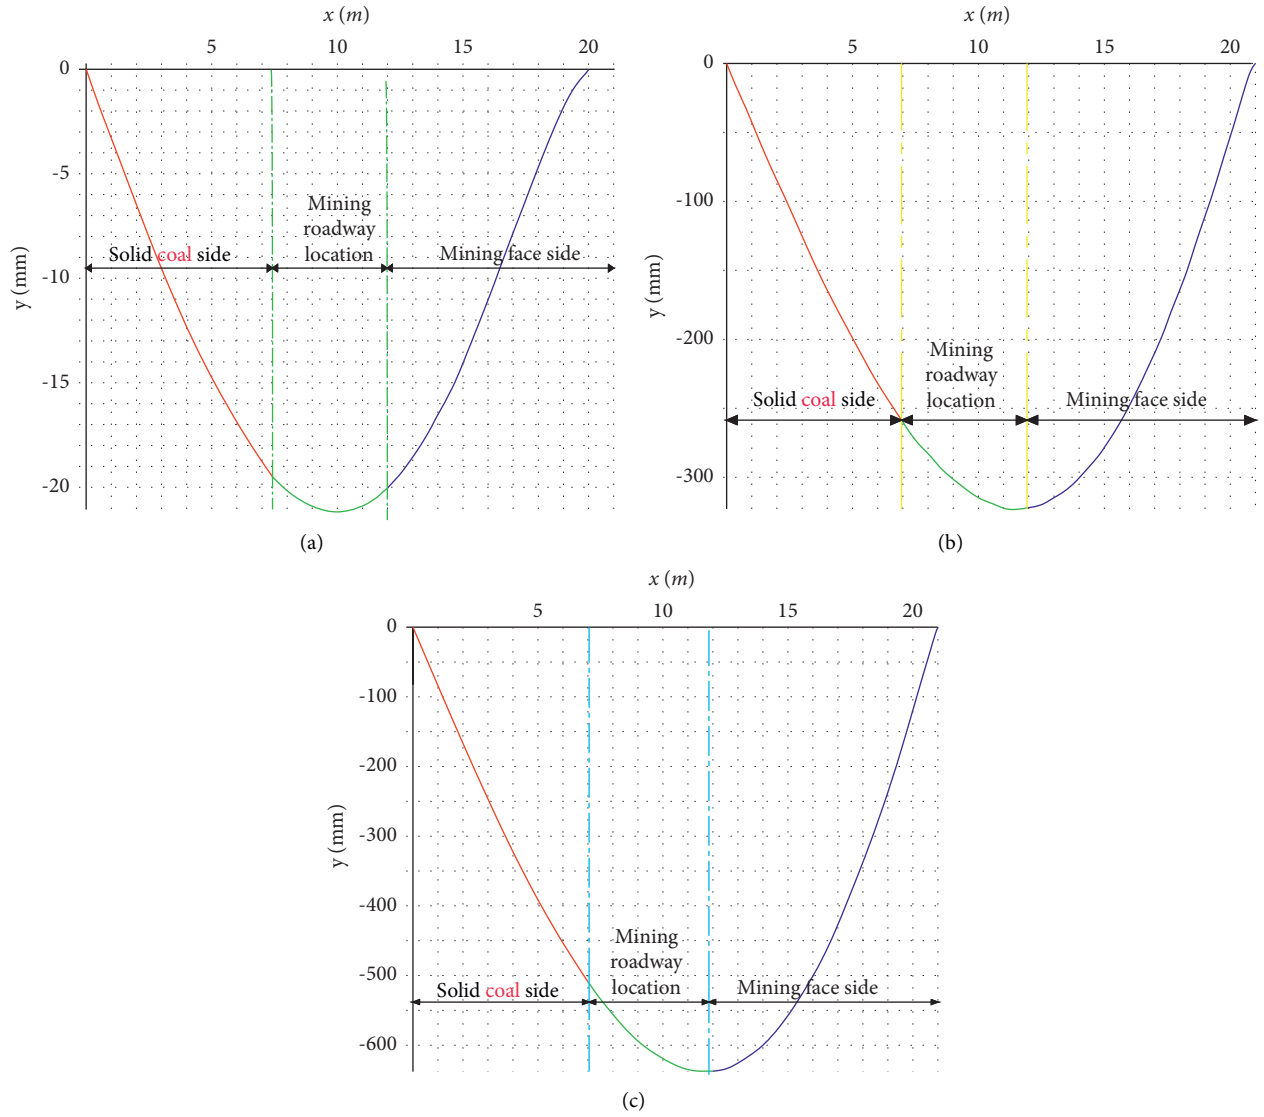 x (m)
5 10 15 20
0
-5
-10
-15
-20
y (mm)
Mining
roadway
location
Solid coal side
Mining face side
(a)
x (m)
5 10 15 20
0
-100
-200
-300
y (mm)
Mining
roadway
location
Solid coal side
Mining face side
(b)
x (m)
5 10 15 20
0
-100
-200
-300
-400
-500
-600
y (mm)
Mining
roadway
location
Solid coal side
Mining face side
(c)